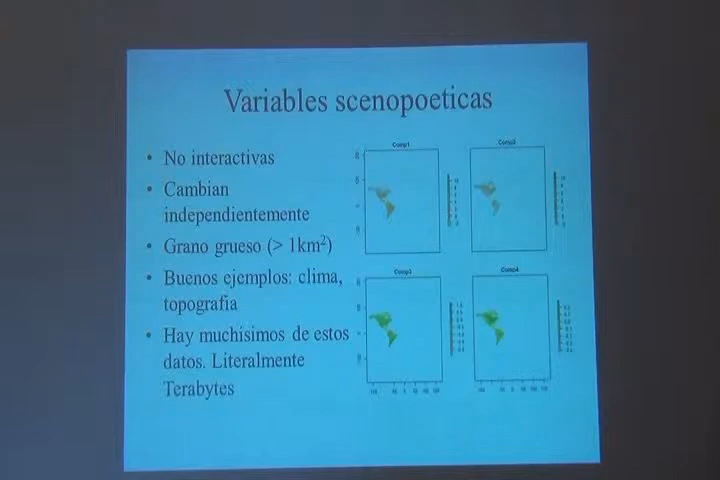 Variables scenopoeticas
• No interactivas
• Cambian
independientemente
• Grano grueso (> 1km²)
• Buenos ejemplos: clima,
topografia
• Hay muchisimos de estos
datos. Literalmente
Terabytes
Comp1
Comp2
Comp3
Comp4